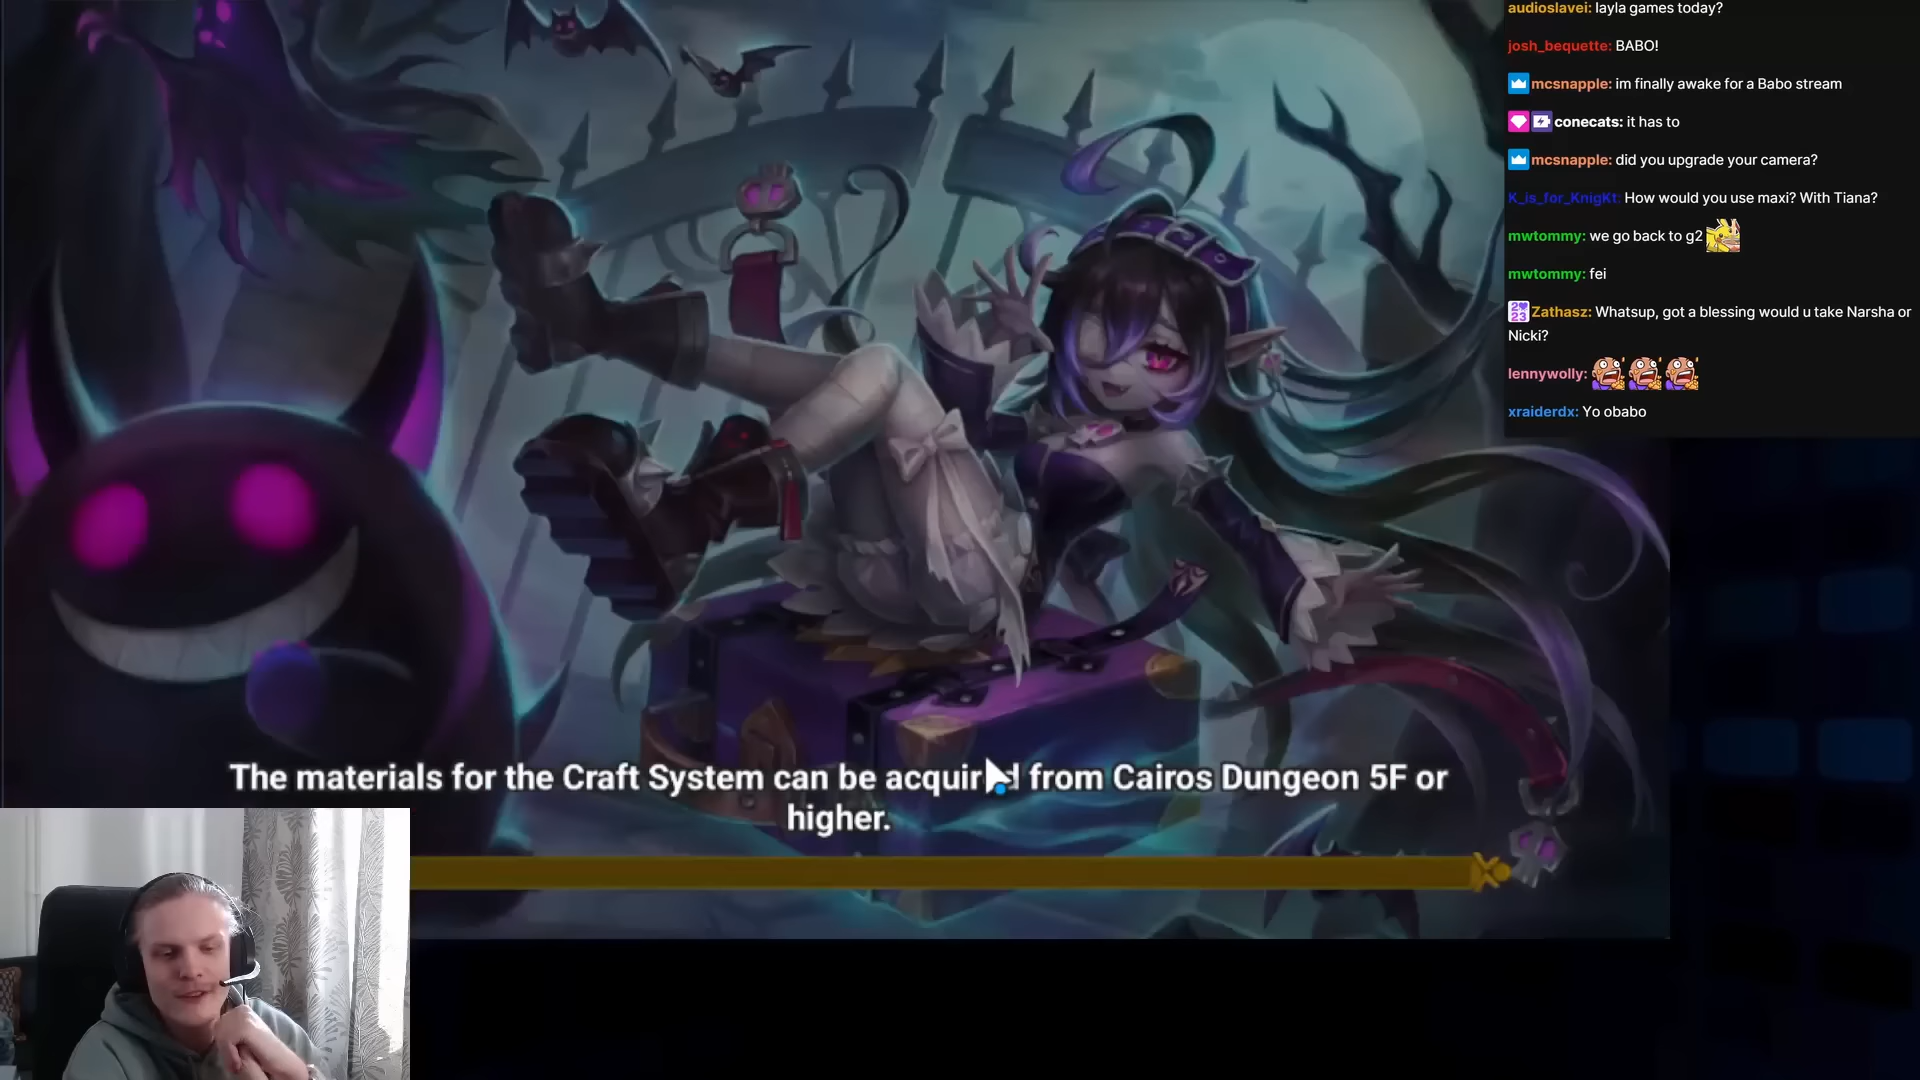 audioslavei: layla games today?
josh_bequette: BABO!
mcsnapple: im finally awake for a Babo stream
conecats: it has to
mcsnapple: did you upgrade your camera?
K_is_for_KnigKt: How would you use maxi? With Tiana?
mwtommy: we go back to g2
mwtommy: fei
2023 Zathasz: Whatsup, got a blessing would u take Narsha or
Nicki?
lennywolly:
xraiderdx: Yo obabo
The materials for the Craft System can be acquired from Cairos Dungeon 5F or
higher.